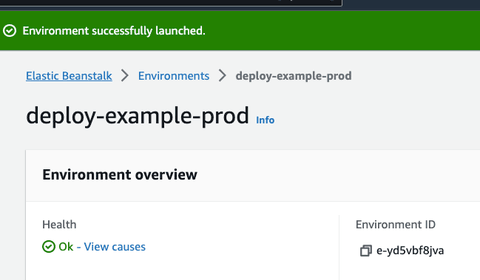 Environment successfully launched.
Elastic Beanstalk > Environments > deploy-example-prod
deploy-example-prod Info
Environment overview
Health
Environment ID
Ok - View causes
e-yd5vbf8jva